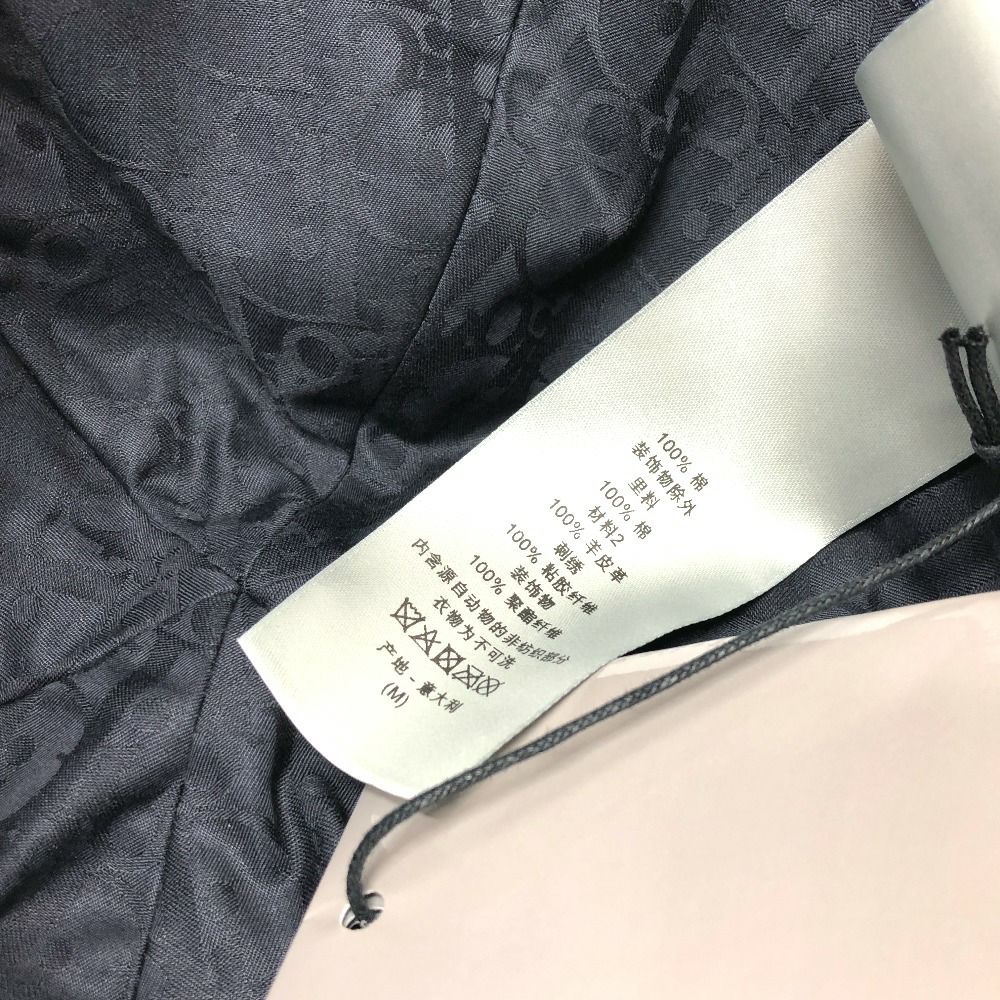 100% 棉
装饰物除外
里料
100% 棉
材料2
100% 羊皮革
刺绣
100% 粘胶纤维
装饰物
100% 聚酯纤维
内含源自动物的非纺织部分
衣物为不可洗
产地 - 意大利
(M)